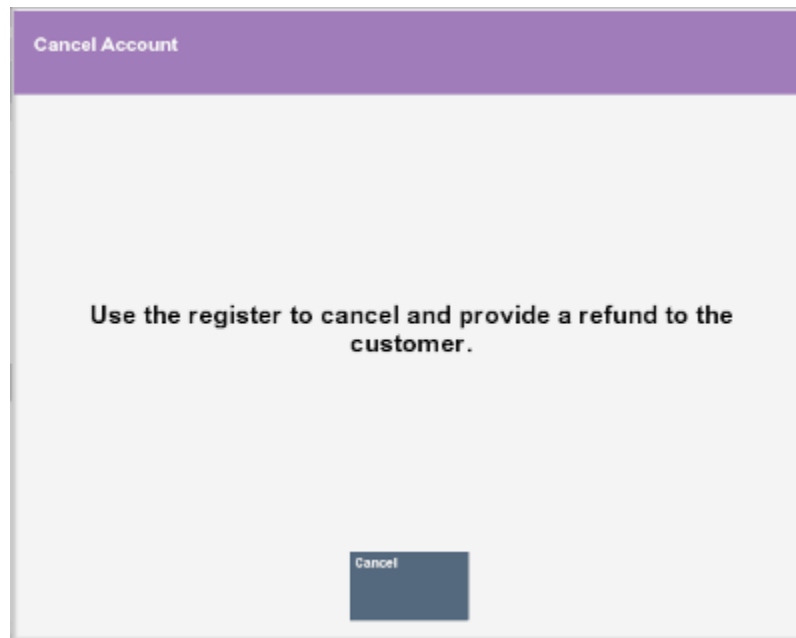 Cancel Account
Use the register to cancel and provide a refund to the
customer.
Cancel